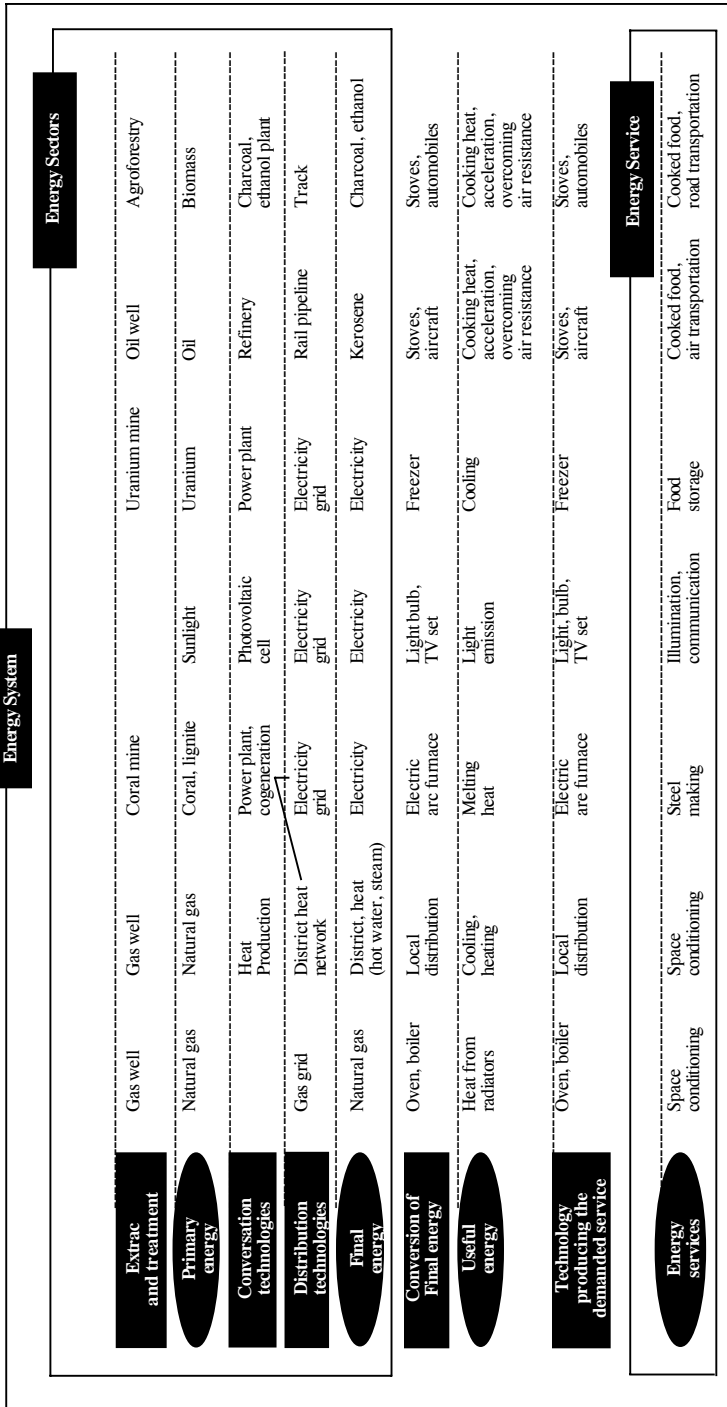 Energy System
Energy Sectors
Extrac
and treatment
Gas well
Gas well
Coral mine
Uranium mine
Oil well
Agroforestry
Primary
energy
Natural gas
Natural gas
Coral, lignite
Sunlight
Uranium
Oil
Biomass
Conversation
technologies
Heat
Production
Power plant,
cogeneration
Photovoltaic
cell
Power plant
Refinery
Charcoal,
ethanol plant
Distribution
technologies
Gas grid
District heat
network
Electricity
grid
Electricity
grid
Electricity
grid
Rail pipeline
Track
Final
energy
Natural gas
District, heat
(hot water, steam)
Electricity
Electricity
Electricity
Kerosene
Charcoal, ethanol
Conversion of
Final energy
Oven, boiler
Local
distribution
Electric
arc furnace
Light bulb,
TV set
Freezer
Stoves,
aircraft
Stoves,
automobiles
Useful
energy
Heat from
radiators
Cooling,
heating
Melting
heat
Light
emission
Cooling
Cooking heat,
acceleration,
overcoming
air resistance
Cooking heat,
acceleration,
overcoming
air resistance
Technology
producing the
demanded service
Oven, boiler
Local
distribution
Electric
are furnace
Light, bulb,
TV set
Freezer
Stoves,
aircraft
Stoves,
automobiles
Energy Service
Energy
services
Space
conditioning
Space
conditioning
Steel
making
Illumination,
communication
Food
storage
Cooked food,
air transportation
Cooked food,
road transportation